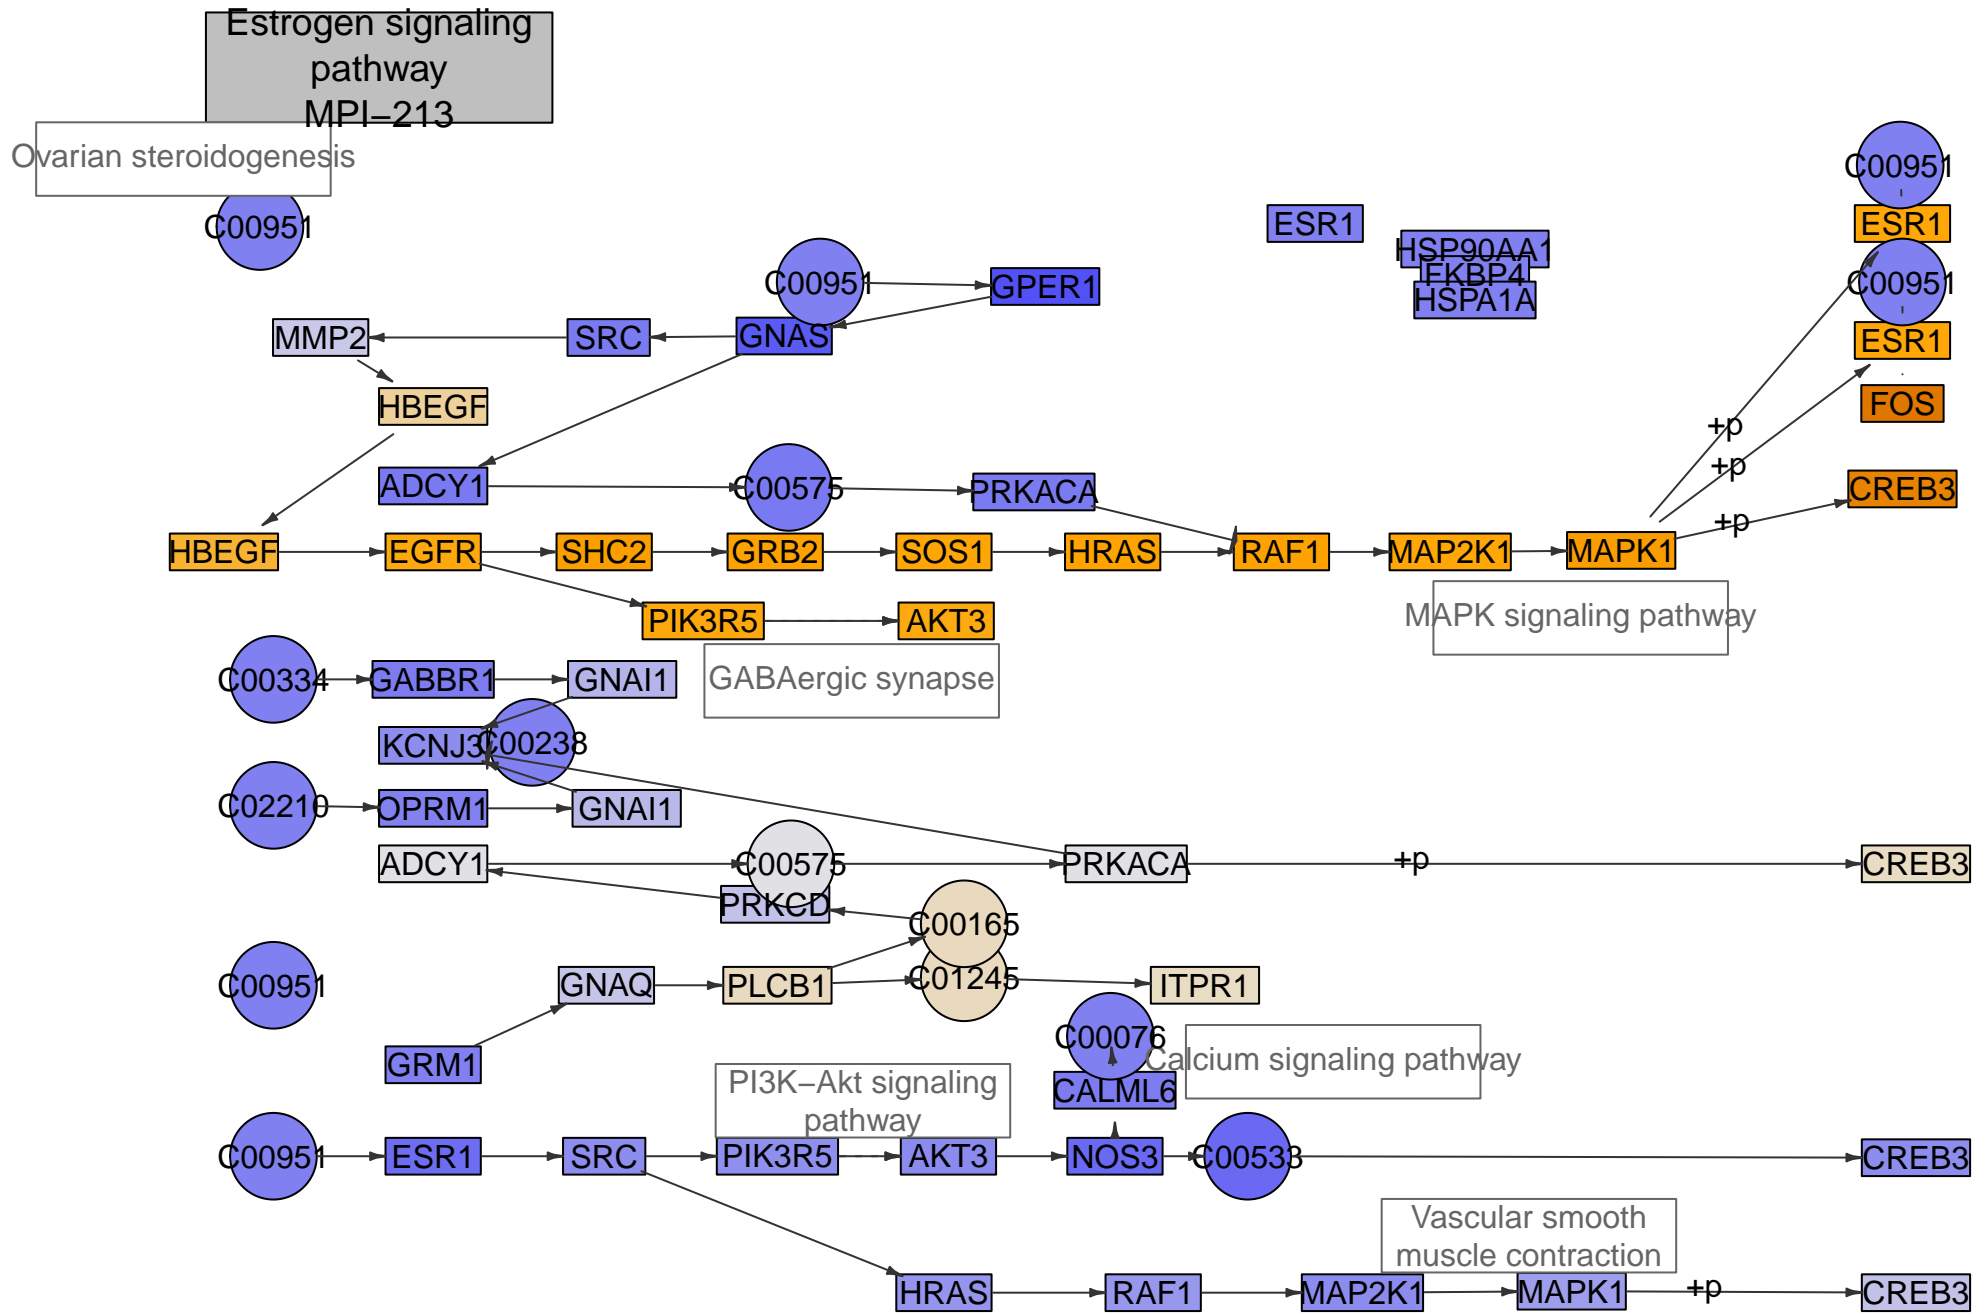 Estrogen signaling
pathway
MPI−213
Ovarian steroidogenesis
C00951
C00951
ESR1
ESR1
C00951
HSP90AA1
FKBP4
HSPA1A
C00951
GPER1
C00951
MMP2
SRC
GNAS
ESR1
HBEGF
FOS
+p
+p
ADCY1
C00575
PRKACA
CREB3
+p
HBEGF
EGFR
SHC2
GRB2
SOS1
HRAS
RAF1
MAP2K1
MAPK1
PIK3R5
AKT3
MAPK signaling pathway
C00334
GABBR1
GNAI1
GABAergic synapse
KCNJ3
C00238
C02210
OPRM1
GNAI1
ADCY1
C00575
PRKACA
+p
CREB3
PRKCD
C00165
C00951
GNAQ
PLCB1
C01245
ITPR1
C00076
Calcium signaling pathway
GRM1
CALML6
PI3K−Akt signaling
pathway
C00951
ESR1
SRC
PIK3R5
AKT3
NOS3
C00533
CREB3
Vascular smooth
muscle contraction
HRAS
RAF1
MAP2K1
MAPK1
+p
CREB3